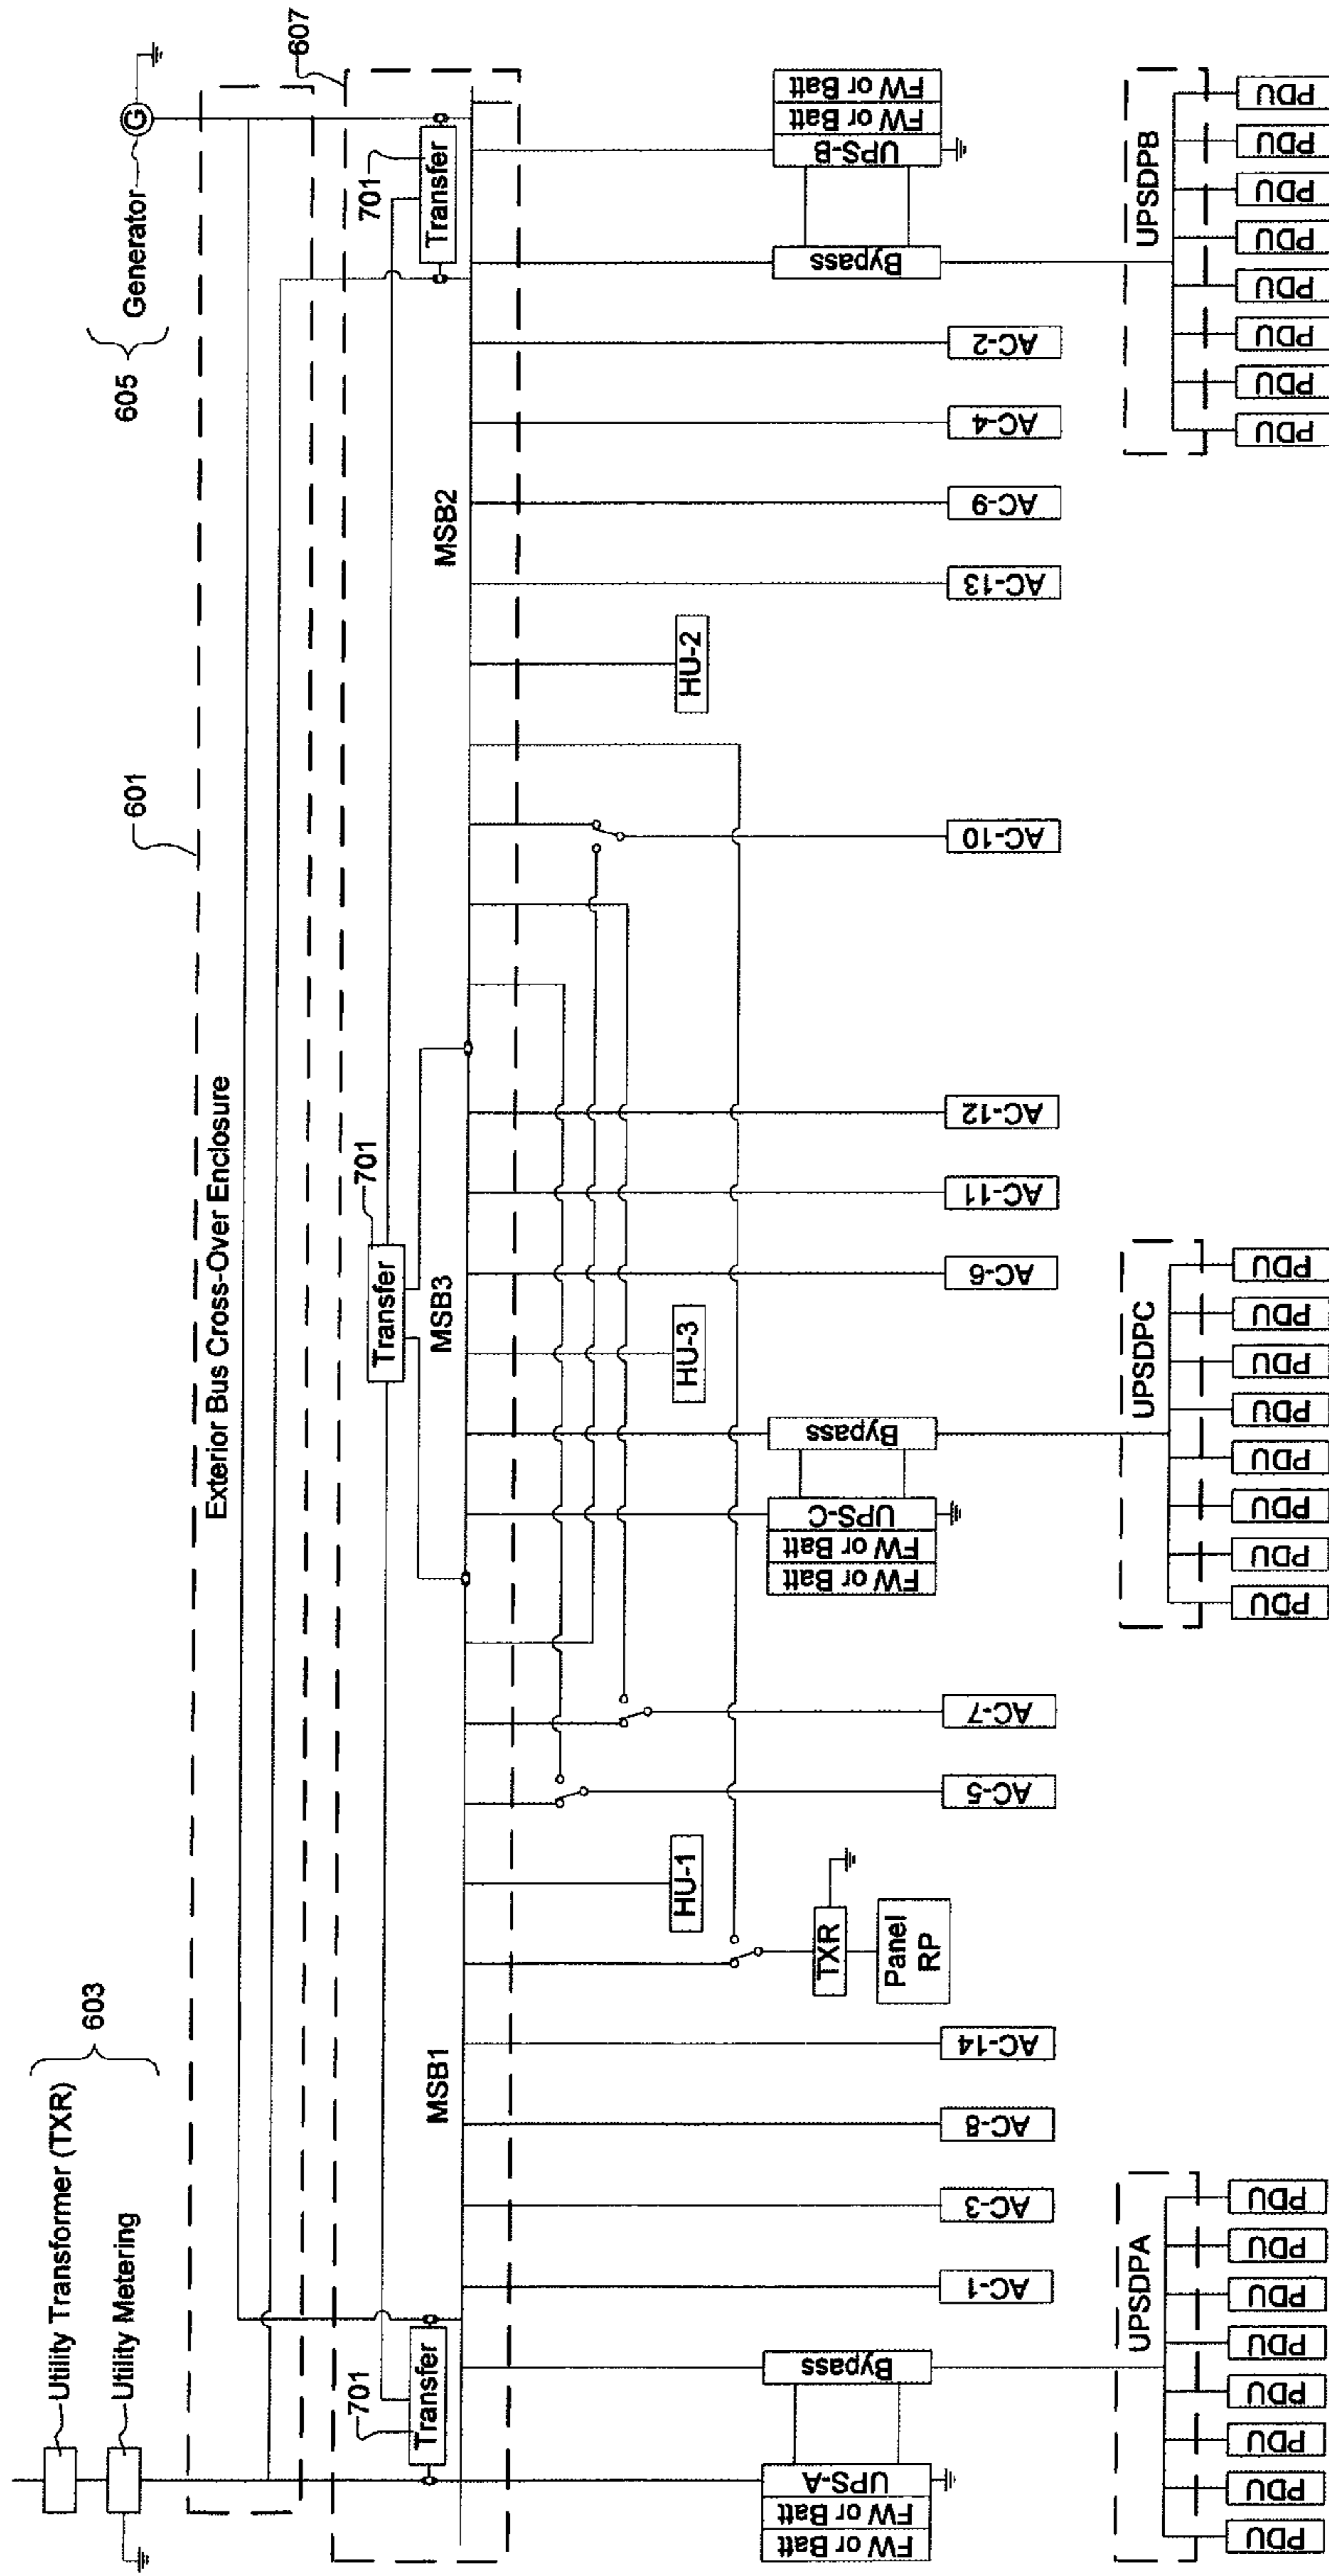 Utility Transformer (TXR)
Utility Metering
603
601
Exterior Bus Cross-Over Enclosure
605
Generator
G
607
701
Transfer
701
Transfer
701
Transfer
MSB1
MSB3
MSB2
HU-1
HU-3
HU-2
TXR
Panel
RP
FW or Batt
FW or Batt
UPS-A
Bypass
AC-1
AC-3
AC-8
AC-14
AC-5
AC-7
FW or Batt
FW or Batt
UPS-C
Bypass
AC-6
AC-11
AC-12
AC-10
AC-13
AC-9
AC-4
AC-2
Bypass
UPS-B
FW or Batt
FW or Batt
UPSDPA
PDU
PDU
PDU
PDU
PDU
PDU
PDU
PDU
UPSDPC
PDU
PDU
PDU
PDU
PDU
PDU
PDU
PDU
UPSDPB
PDU
PDU
PDU
PDU
PDU
PDU
PDU
PDU